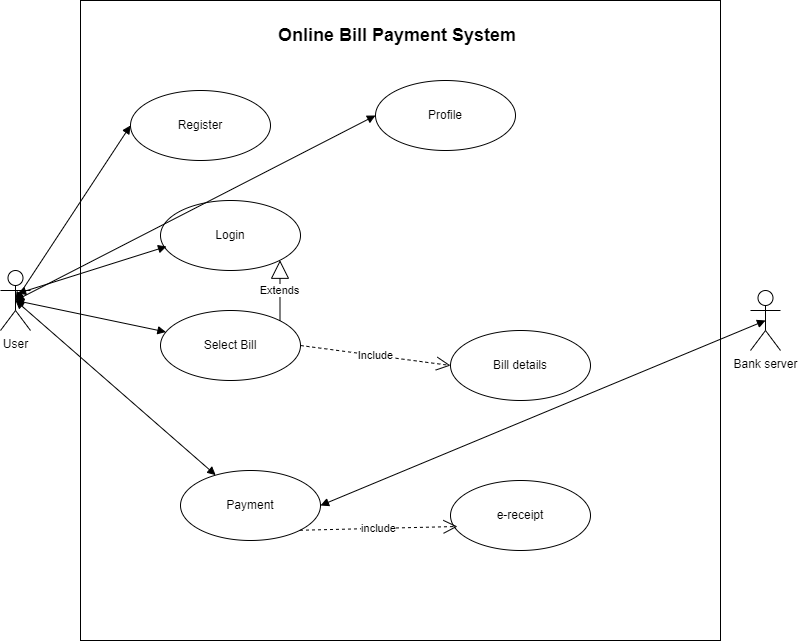 Online Bill Payment System
Register
Profile
Login
Extends
User
Select Bill
Include
Bill details
Bank server
Payment
include
e-receipt